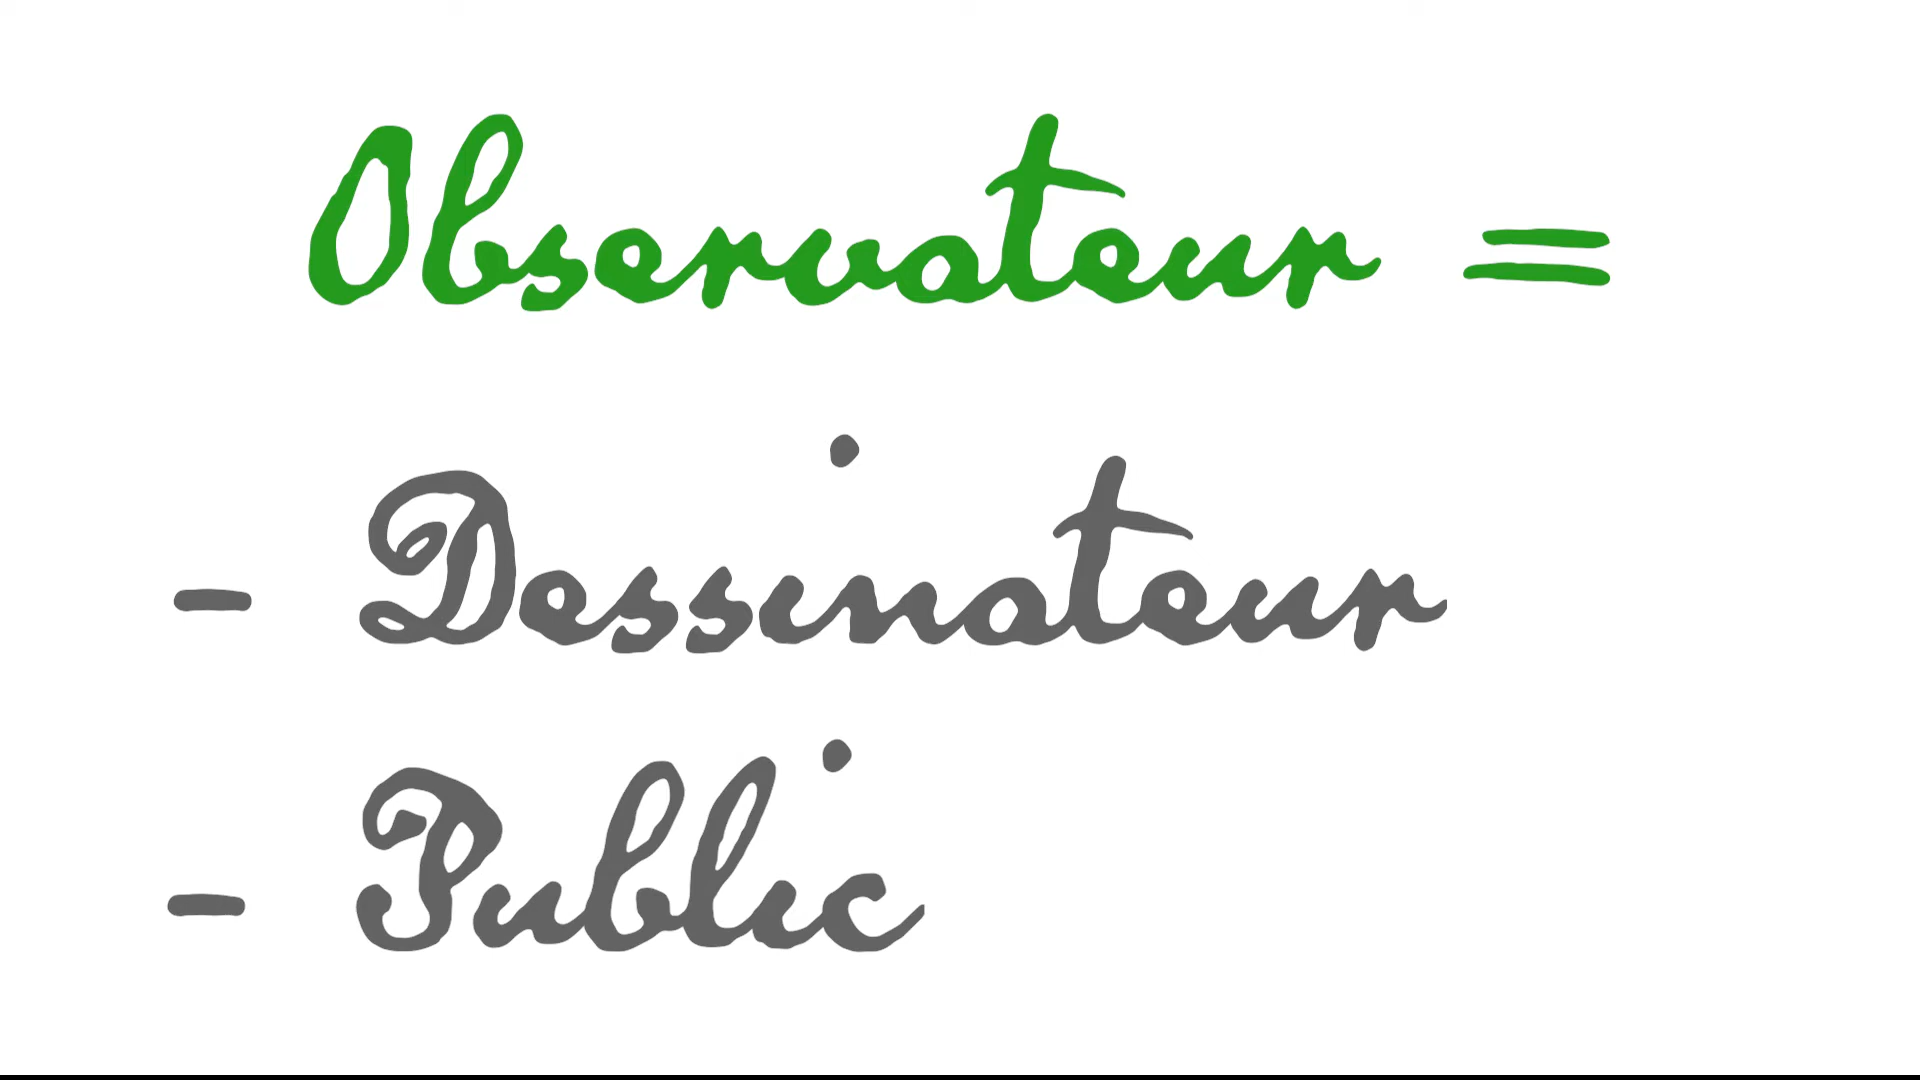 Observateur =
- Dessinateur
- Public